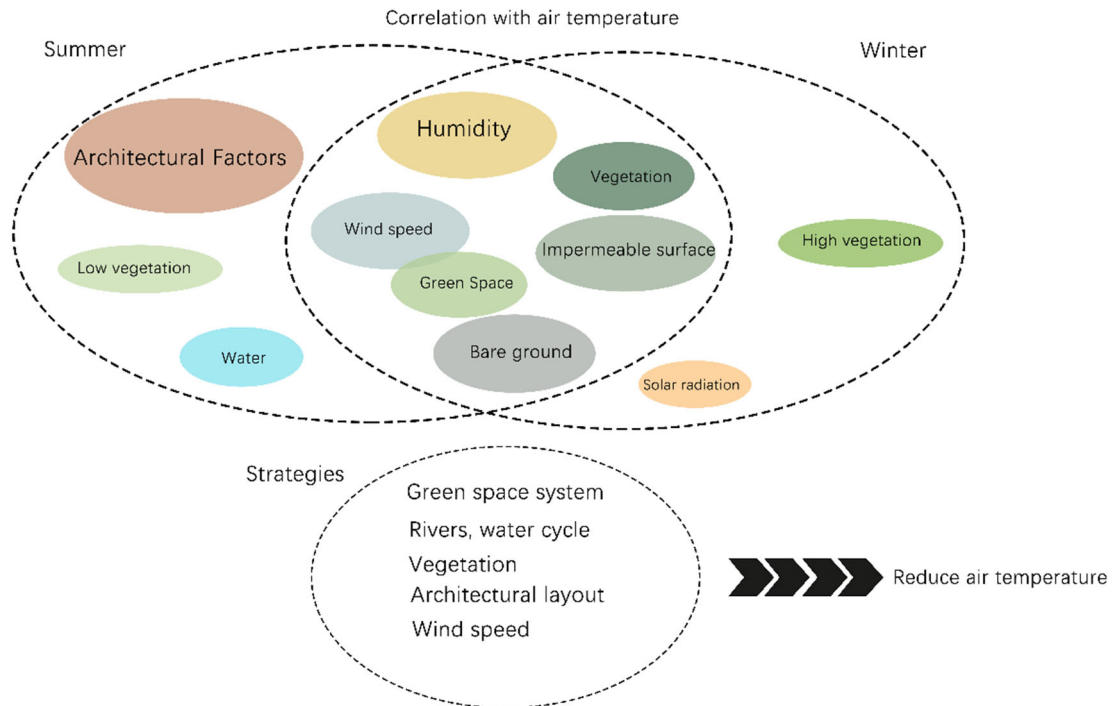 Correlation with air temperature
Summer
Winter
Architectural Factors
Humidity
Vegetation
Wind speed
Impermeable surface
High vegetation
Low vegetation
Green Space
Water
Bare ground
Solar radiation
Strategies
Green space system
Rivers, water cycle
Vegetation
Architectural layout
Wind speed
Reduce air temperature